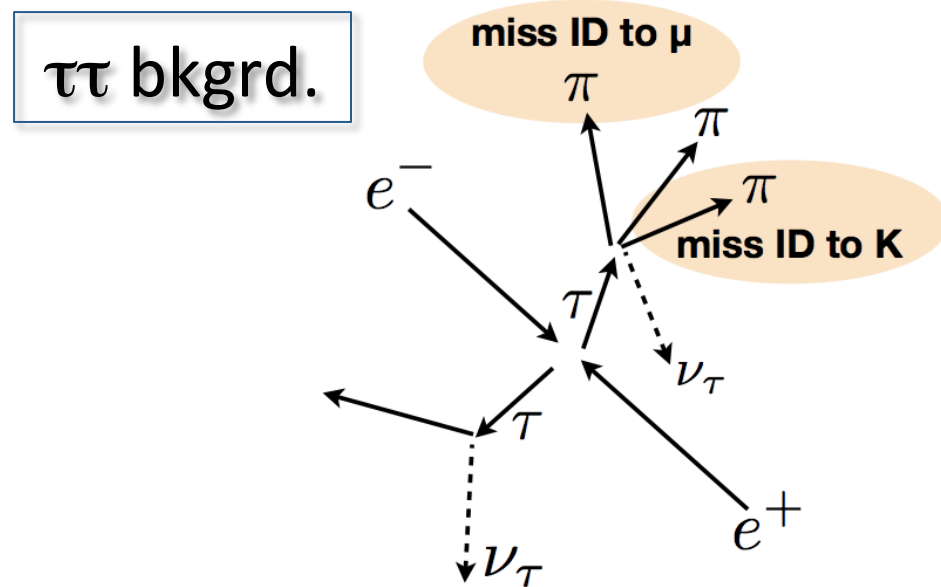 ττ bkgrd.
miss ID to μ
π
π
π
miss ID to K
e⁻
τ
ν_τ
τ
e⁺
ν_τ